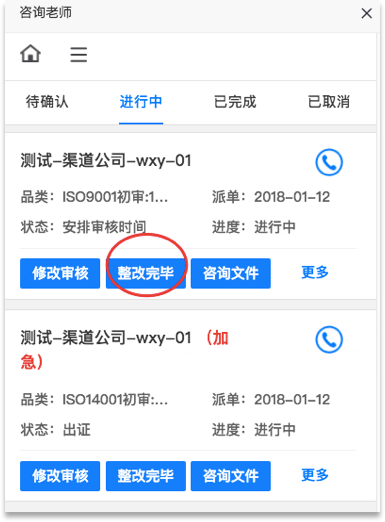 咨询老师
待确认 进行中 已完成 已取消
测试-渠道公司-wxy-01
品类：ISO9001初审:1... 派单：2018-01-12
状态：安排审核时间 进度：进行中
修改审核 整改完毕 咨询文件 更多
测试-渠道公司-wxy-01 （加
急）
品类：ISO14001初审:... 派单：2018-01-12
状态：出证 进度：进行中
修改审核 整改完毕 咨询文件 更多